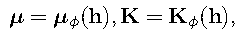 𝝁 = 𝝁_ϕ(h), K = K_ϕ(h),